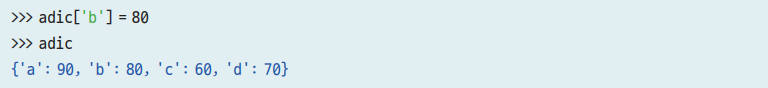 >>> adic['b'] = 80
>>> adic
{'a': 90, 'b': 80, 'c': 60, 'd': 70}